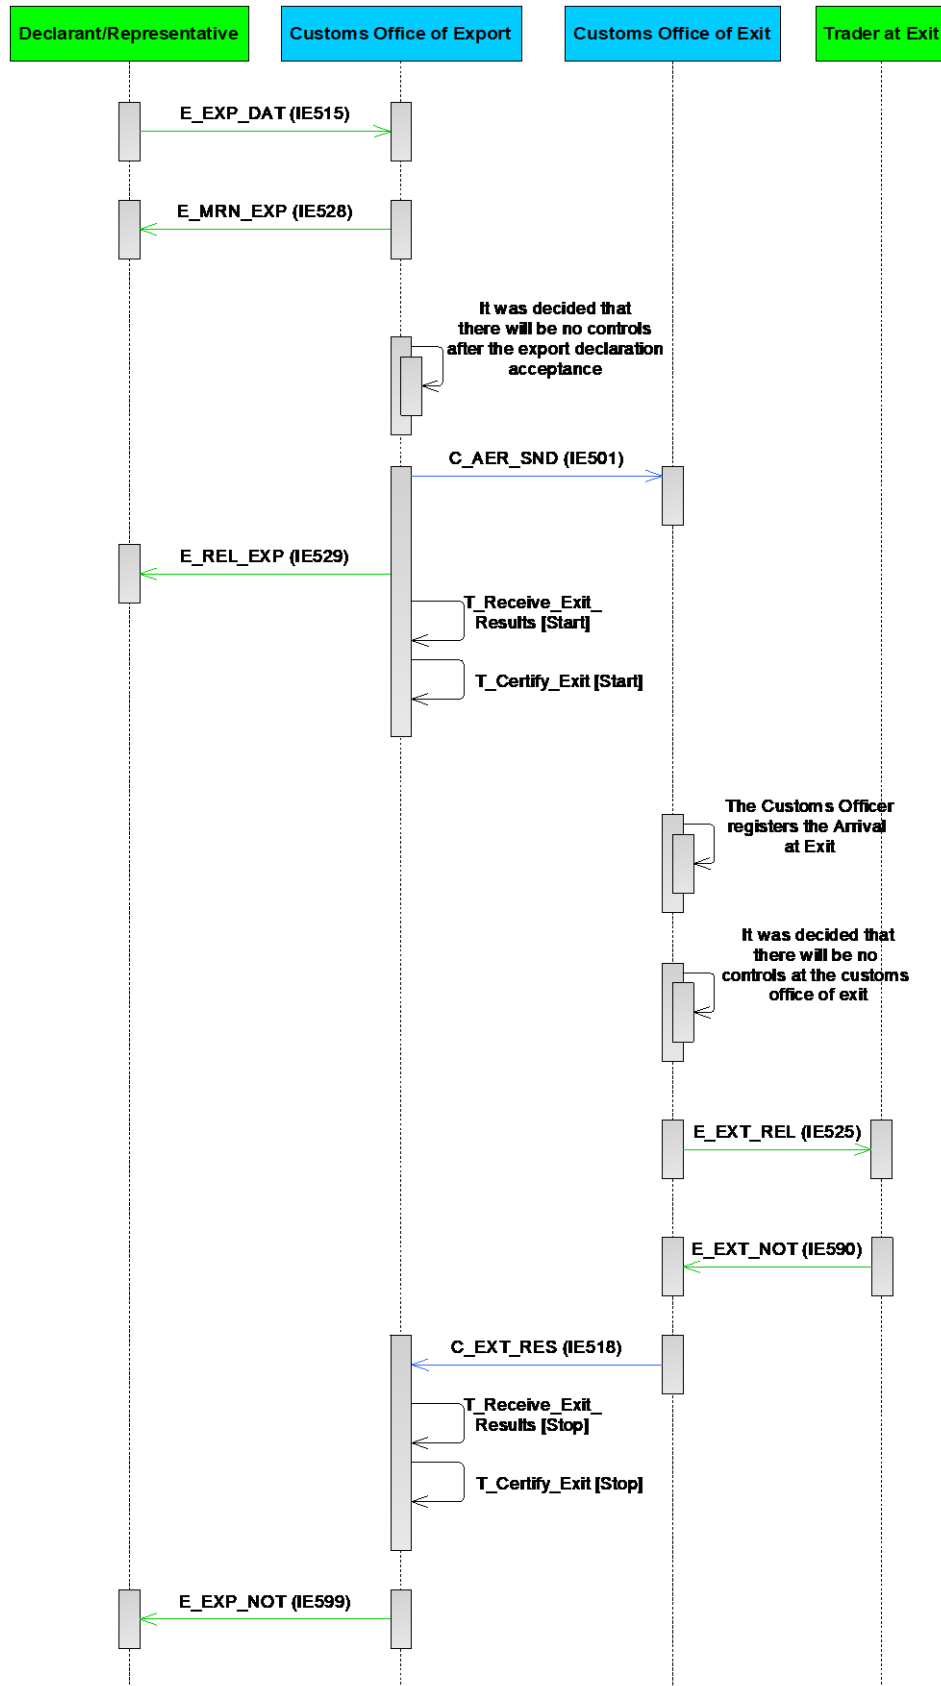 Declarant/Representative
Customs Office of Export
Customs Office of Exit
Trader at Exit
E_EXP_DAT (IE515)
E_MRN_EXP (IE528)
It was decided that
there will be no controls
after the export declaration
acceptance
C_AER_SND (IE501)
E_REL_EXP (IE529)
T_Receive_Exit_
Results [Start]
T_Certify_Exit [Start]
The Customs Officer
registers the Arrival
at Exit
It was decided that
there will be no
controls at the customs
office of exit
E_EXT_REL (IE525)
E_EXT_NOT (IE590)
C_EXT_RES (IE518)
T_Receive_Exit_
Results [Stop]
T_Certify_Exit [Stop]
E_EXP_NOT (IE599)